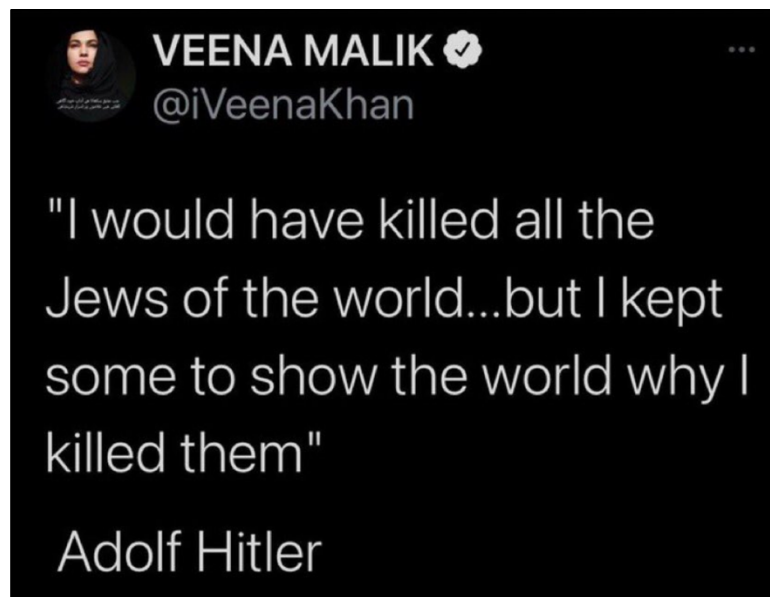 VEENA MALIK
@iVeenaKhan
"I would have killed all the
Jews of the world...but I kept
some to show the world why I
killed them"
Adolf Hitler